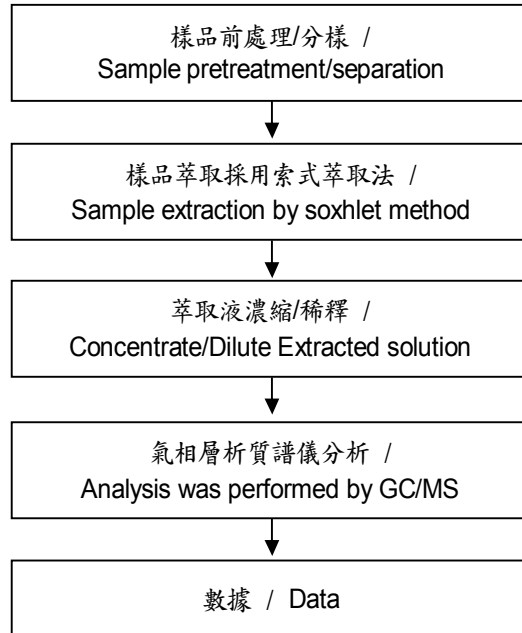 樣品前處理/分樣 /
Sample pretreatment/separation
樣品萃取採用索式萃取法 /
Sample extraction by soxhlet method
萃取液濃縮/稀釋 /
Concentrate/Dilute Extracted solution
氣相層析質譜儀分析 /
Analysis was performed by GC/MS
數據 / Data